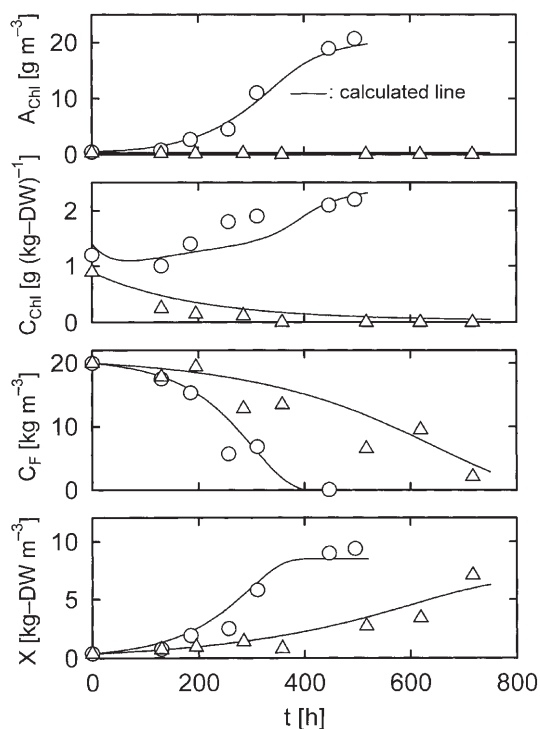 A_Chl [g m⁻³]
20
10
0
—: calculated line
C_Chl [g (kg–DW)⁻¹]
2
1
0
C_F [kg m⁻³]
20
10
0
X [kg–DW m⁻³]
10
5
0
0 200 400 600 800
t [h]